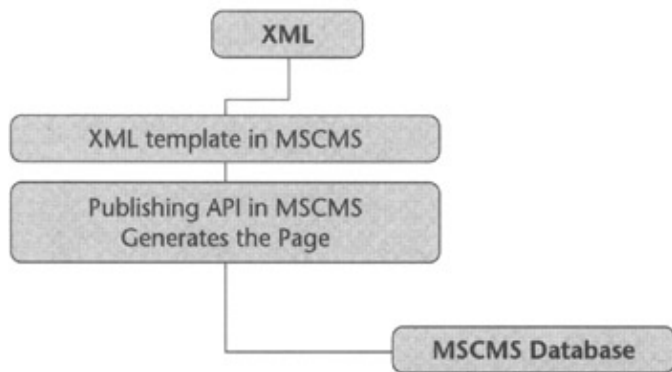 XML
XML template in MSCMS
Publishing API in MSCMS
Generates the Page
MSCMS Database